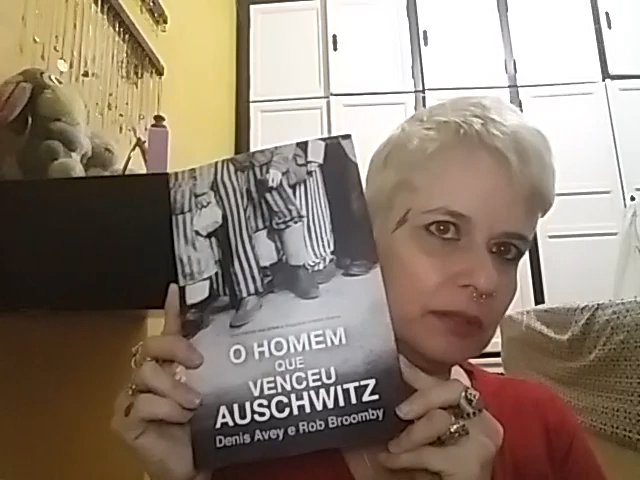 O HOMEM
QUE
VENCEU
AUSCHWITZ
Denis Avey e Rob Broomby